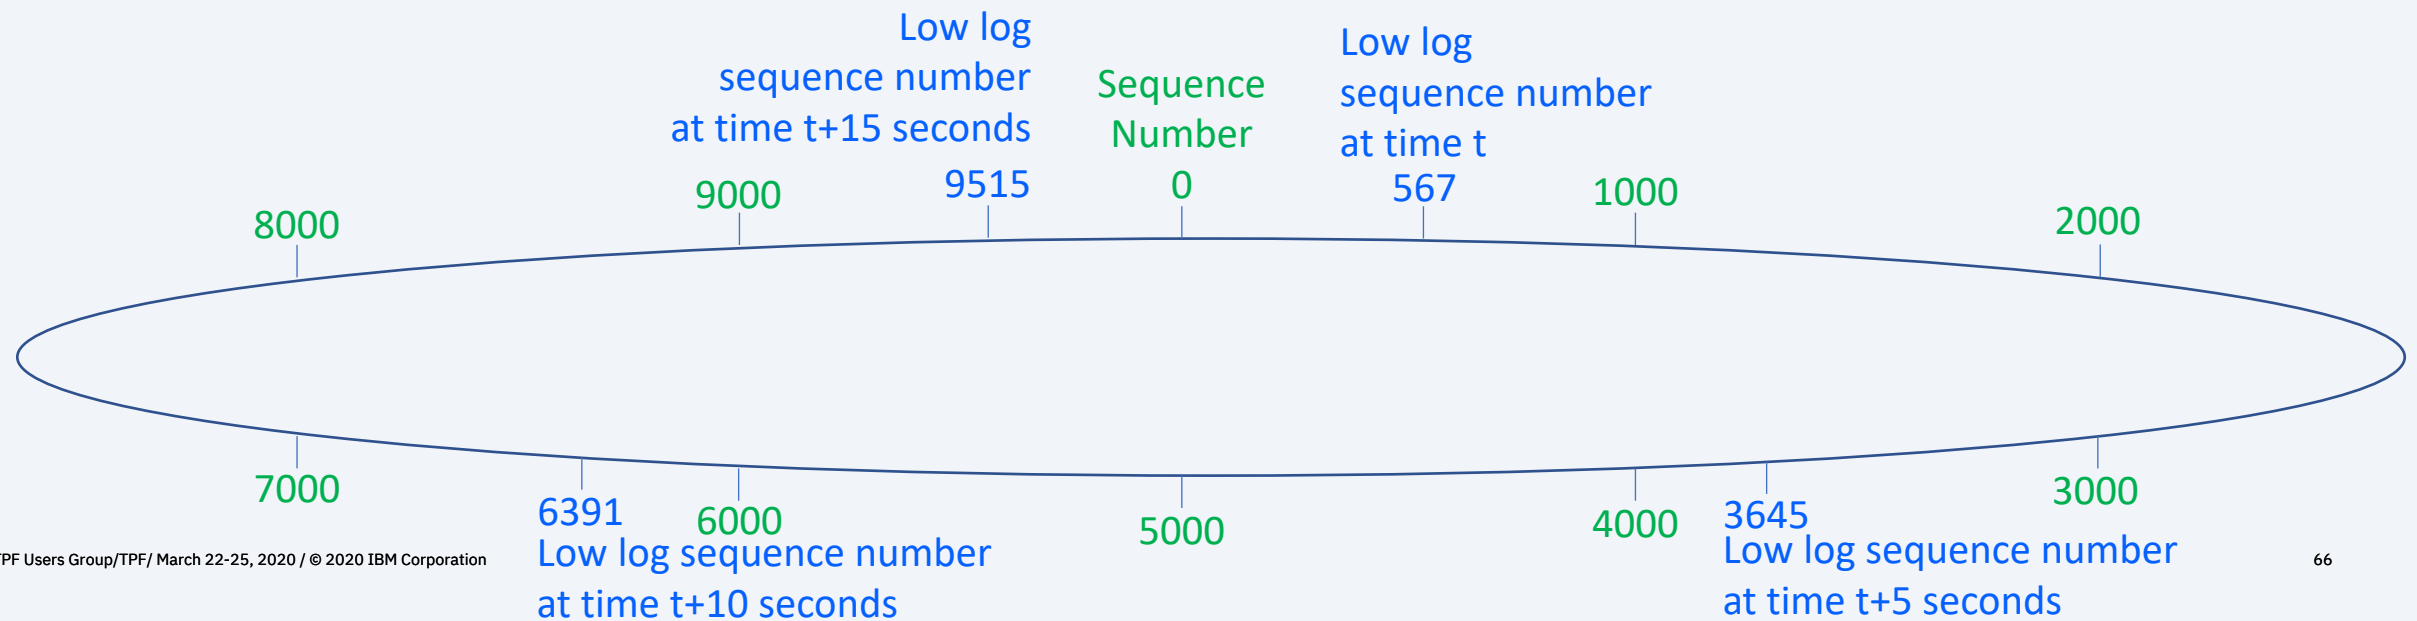 Low log
sequence number
at time t+15 seconds
9515
Sequence
Number
0
Low log
sequence number
at time t
567
8000
9000
1000
2000
7000
6391
6000
5000
4000
3645
3000
Low log sequence number
at time t+10 seconds
Low log sequence number
at time t+5 seconds
TPF Users Group/TPF/ March 22-25, 2020 / © 2020 IBM Corporation
66